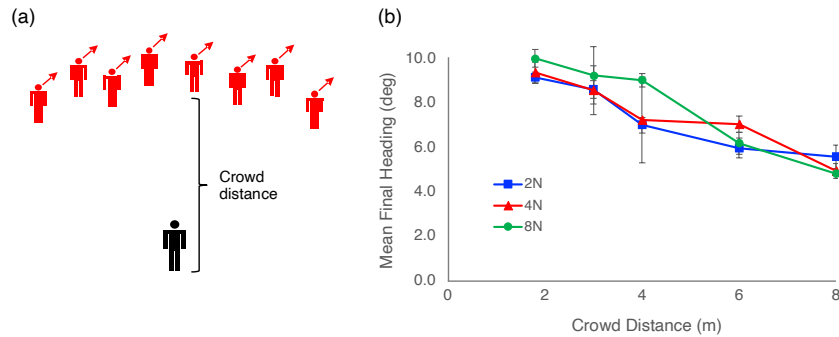 (a)
Crowd
distance
(b)
Mean Final Heading (deg)
10.0
8.0
6.0
4.0
2.0
0.0
2N
4N
8N
0
2
4
6
8
Crowd Distance (m)